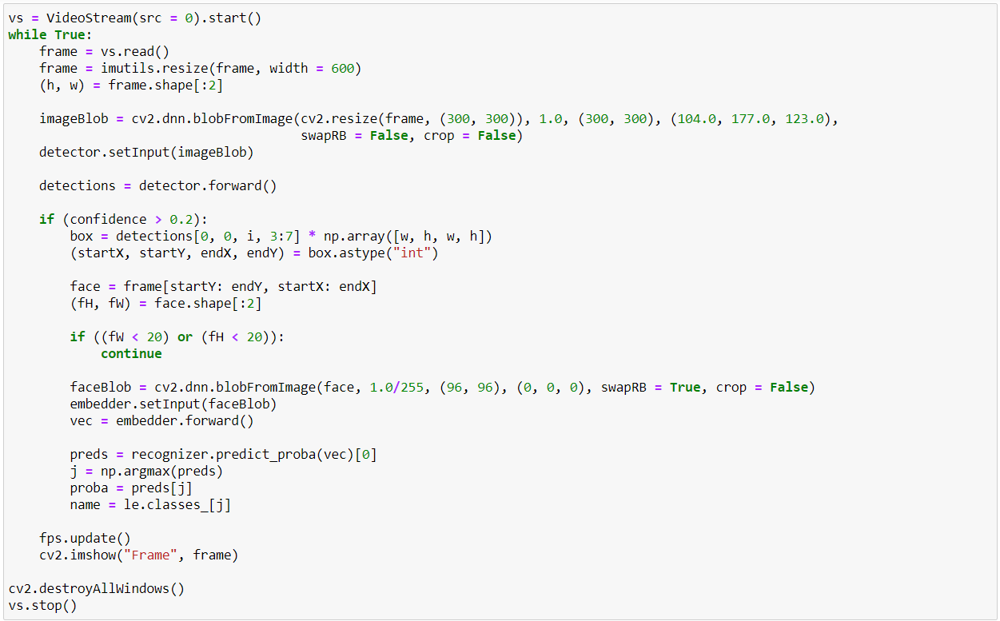 vs = VideoStream(src = 0).start()
while True:
    frame = vs.read()
    frame = imutils.resize(frame, width = 600)
    (h, w) = frame.shape[:2]

    imageBlob = cv2.dnn.blobFromImage(cv2.resize(frame, (300, 300)), 1.0, (300, 300), (104.0, 177.0, 123.0),
                                      swapRB = False, crop = False)
    detector.setInput(imageBlob)

    detections = detector.forward()

    if (confidence > 0.2):
        box = detections[0, 0, i, 3:7] * np.array([w, h, w, h])
        (startX, startY, endX, endY) = box.astype("int")

        face = frame[startY: endY, startX: endX]
        (fH, fW) = face.shape[:2]

        if ((fW < 20) or (fH < 20)):
            continue

        faceBlob = cv2.dnn.blobFromImage(face, 1.0/255, (96, 96), (0, 0, 0), swapRB = True, crop = False)
        embedder.setInput(faceBlob)
        vec = embedder.forward()

        preds = recognizer.predict_proba(vec)[0]
        j = np.argmax(preds)
        proba = preds[j]
        name = le.classes_[j]

    fps.update()
    cv2.imshow("Frame", frame)

cv2.destroyAllWindows()
vs.stop()